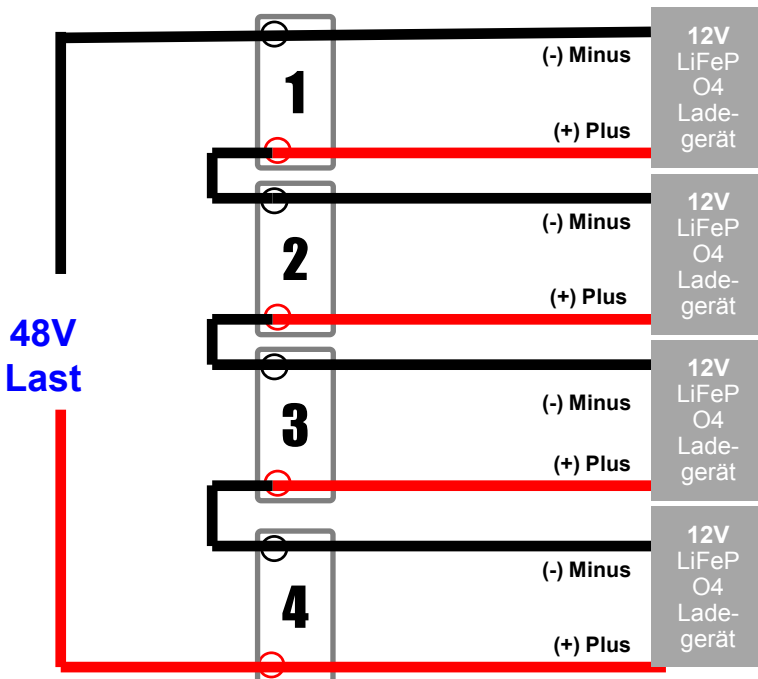 (-) Minus
1
(+) Plus
12V
LiFeP
O4
Lade-
gerät
(-) Minus
2
(+) Plus
12V
LiFeP
O4
Lade-
gerät
48V
Last
(-) Minus
3
(+) Plus
12V
LiFeP
O4
Lade-
gerät
(-) Minus
4
(+) Plus
12V
LiFeP
O4
Lade-
gerät